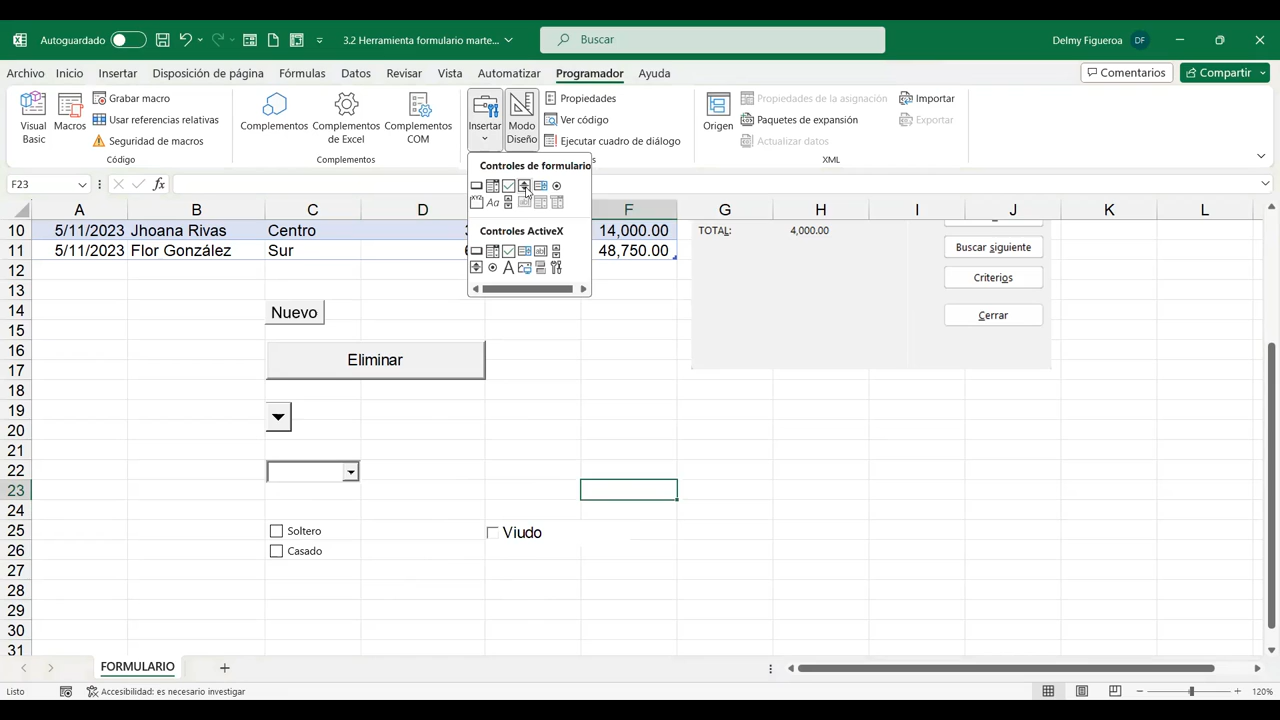 Autoguardado
3.2 Herramienta formulario marte...
Buscar
Delmy Figueroa DF
Archivo Inicio Insertar Disposición de página Fórmulas Datos Revisar Vista Automatizar Programador Ayuda
Comentarios
Compartir
Visual Basic
Macros
Grabar macro
Usar referencias relativas
Seguridad de macros
Código
Complementos
Complementos de Excel
Complementos COM
Complementos
Insertar
Modo Diseño
Propiedades
Ver código
Ejecutar cuadro de diálogo
Origen
Propiedades de la asignación
Paquetes de expansión
Actualizar datos
Importar
Exportar
XML
Controles de formulario
Aa
Controles ActiveX
F23
fx
A B C D F G H I J K L
10 5/11/2023 Jhoana Rivas Centro 14,000.00
11 5/11/2023 Flor González Sur 48,750.00
TOTAL: 4,000.00
Buscar siguiente
Criterios
Cerrar
12
13
14
Nuevo
15
16
Eliminar
17
18
19
20
21
22
23
24
25
Soltero
Viudo
26
Casado
27
28
29
30
31
FORMULARIO
Listo
Accesibilidad: es necesario investigar
120%